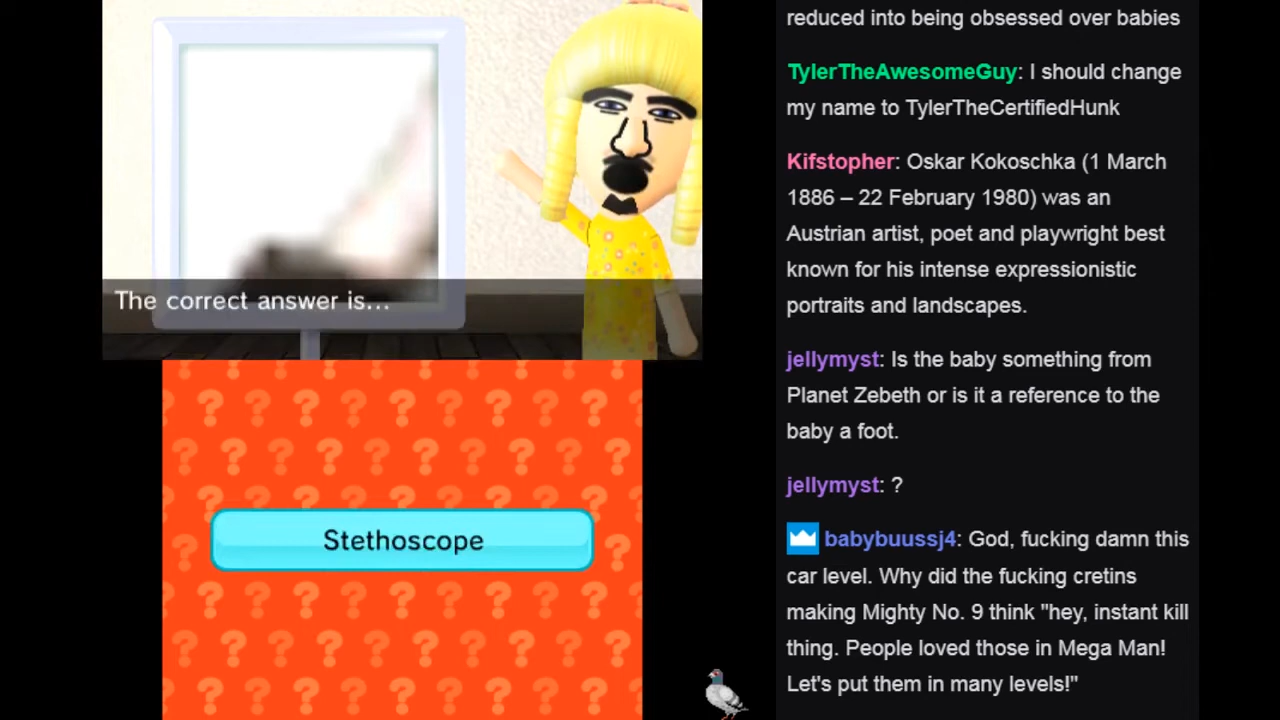 The correct answer is...
Stethoscope
reduced into being obsessed over babies
TylerTheAwesomeGuy: I should change
my name to TylerTheCertifiedHunk
Kifstopher: Oskar Kokoschka (1 March
1886 – 22 February 1980) was an
Austrian artist, poet and playwright best
known for his intense expressionistic
portraits and landscapes.
jellymyst: Is the baby something from
Planet Zebeth or is it a reference to the
baby a foot.
jellymyst: ?
babybuussj4: God, fucking damn this
car level. Why did the fucking cretins
making Mighty No. 9 think "hey, instant kill
thing. People loved those in Mega Man!
Let's put them in many levels!"